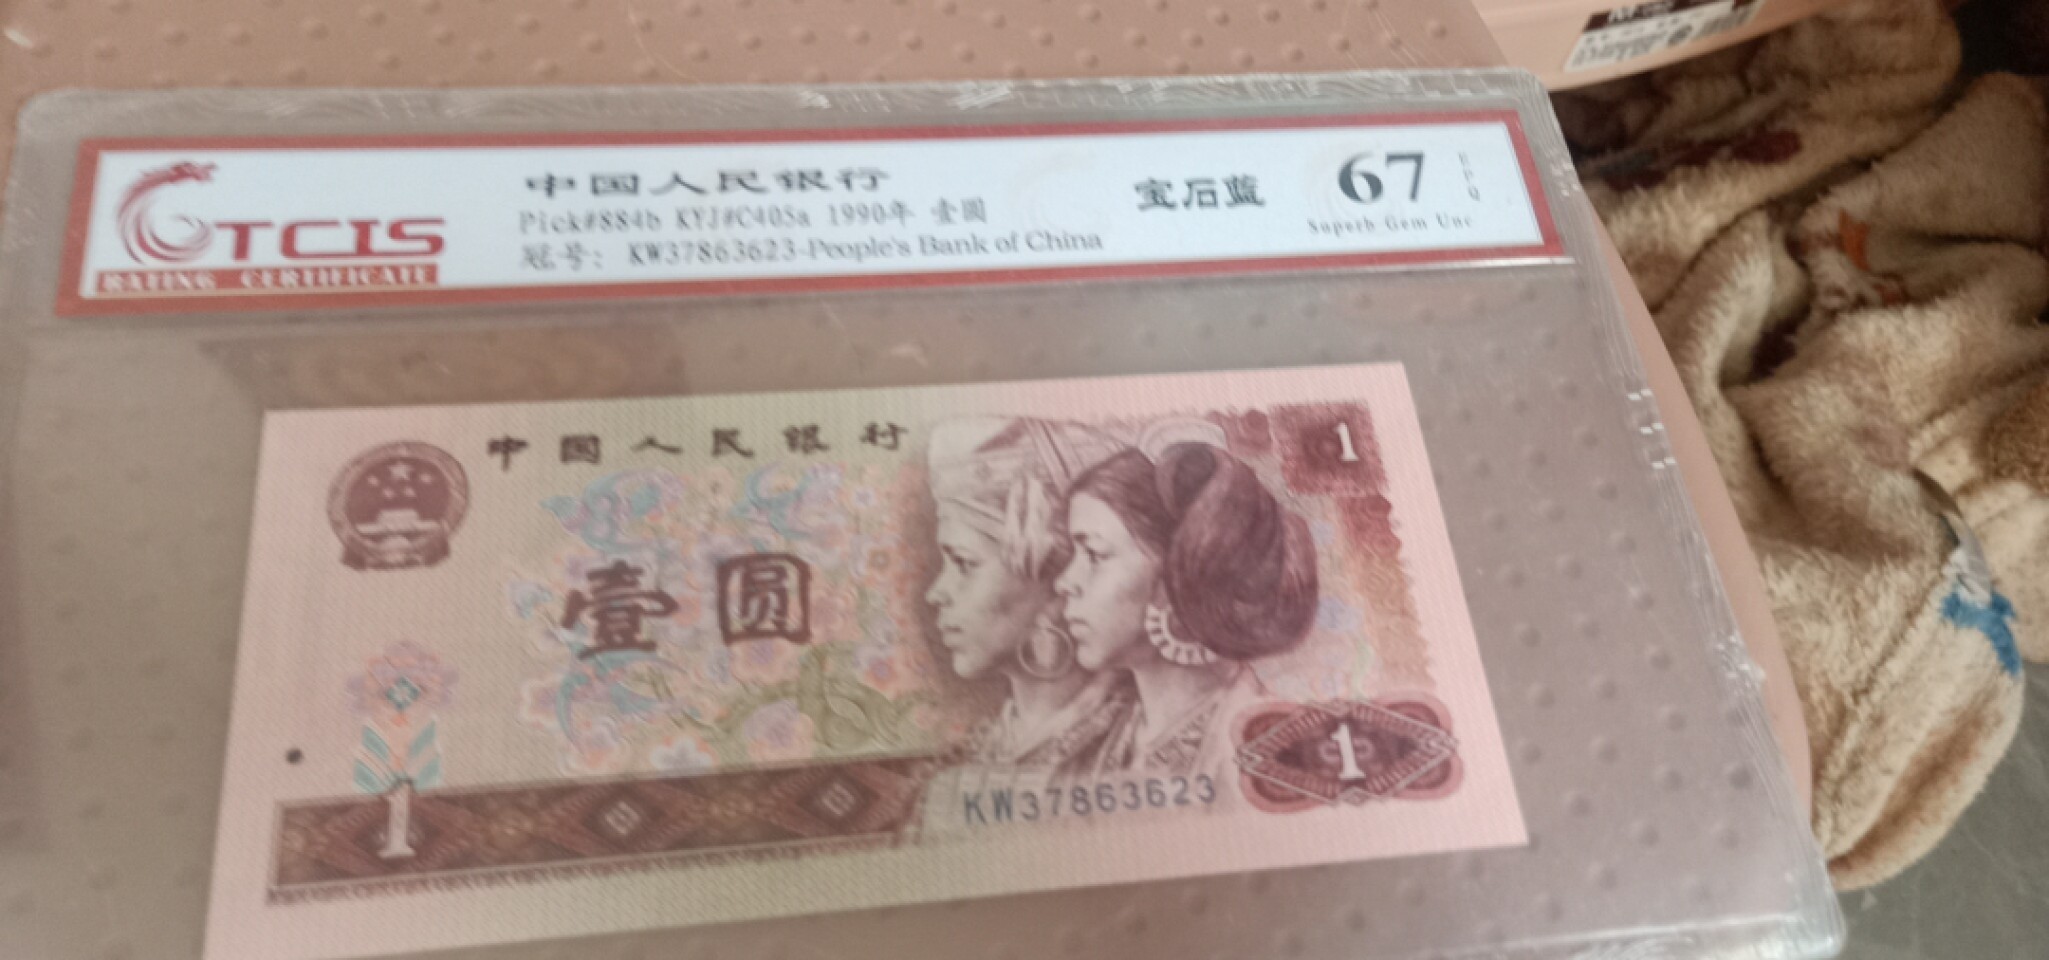 中国人民银行
Pick#884b KYJ#C405a 1990年 壹圆
冠号: KW37863623-People's Bank of China
宝石蓝
67
EPQ
Superb Gem Unc
TCIS
RATING CERTIFICATE
中国人民银行
1
壹圆
1
1
KW37863623